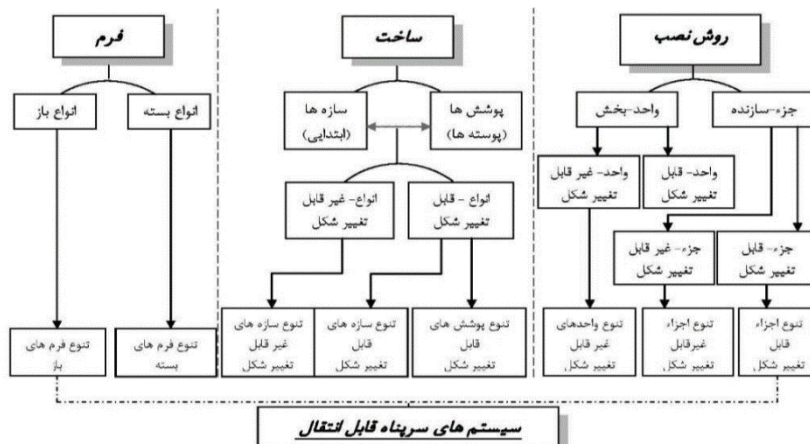 روش نصب
ساخت
فرم
جزء-سازنده
واحد-بخش
پوشش ها
(پوسته ها)
سازه ها
(ابتدایی)
انواع بسته
انواع باز
واحد- قابل
تغییر شکل
واحد- غیر قابل
تغییر شکل
انواع - قابل
تغییر شکل
انواع- غیر قابل
تغییر شکل
جزء- قابل
تغییر شکل
جزء- غیر قابل
تغییر شکل
تنوع اجزاء
قابل
تغییر شکل
تنوع اجزاء
غیرقابل
تغییر شکل
تنوع واحدهای
غیر قابل
تغییر شکل
تنوع پوشش های
قابل
تغییر شکل
تنوع سازه های
قابل
تغییر شکل
تنوع سازه های
غیر قابل
تغییر شکل
تنوع فرم های
بسته
تنوع فرم های
باز
سیستم های سرپناه قابل انتقال